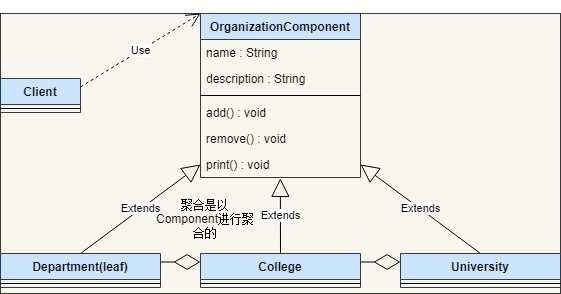 OrganizationComponent
name : String
description : String
add() : void
remove() : void
print() : void
Use
Client
Extends
聚合是以
Component进行聚
合的
Extends
Extends
Department(leaf)
College
University